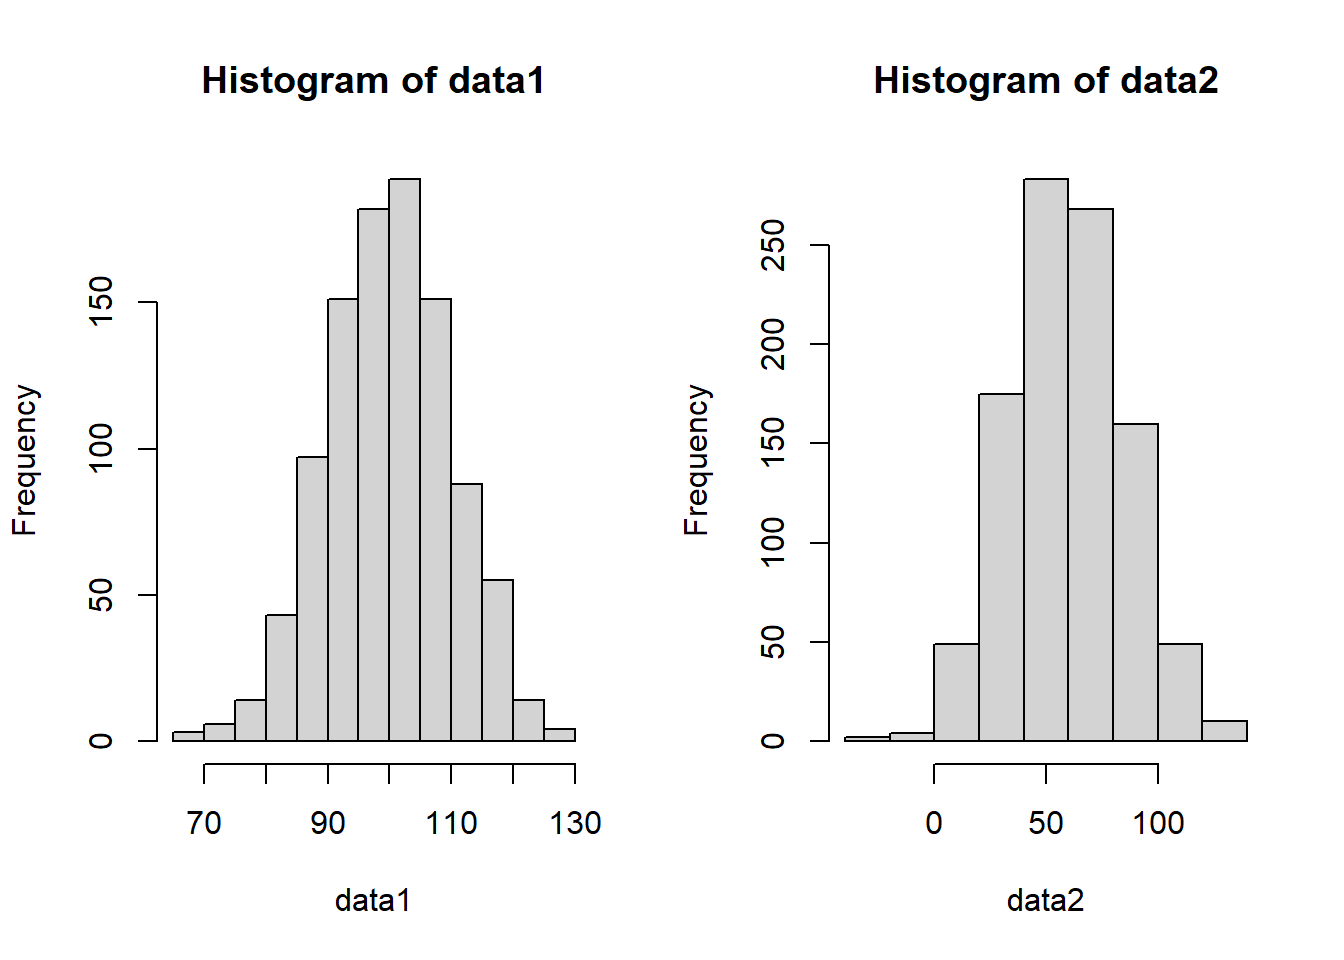 Histogram of data1
Frequency
150
100
50
0
70 90 110 130
data1
Histogram of data2
Frequency
250
200
150
100
50
0
0 50 100
data2